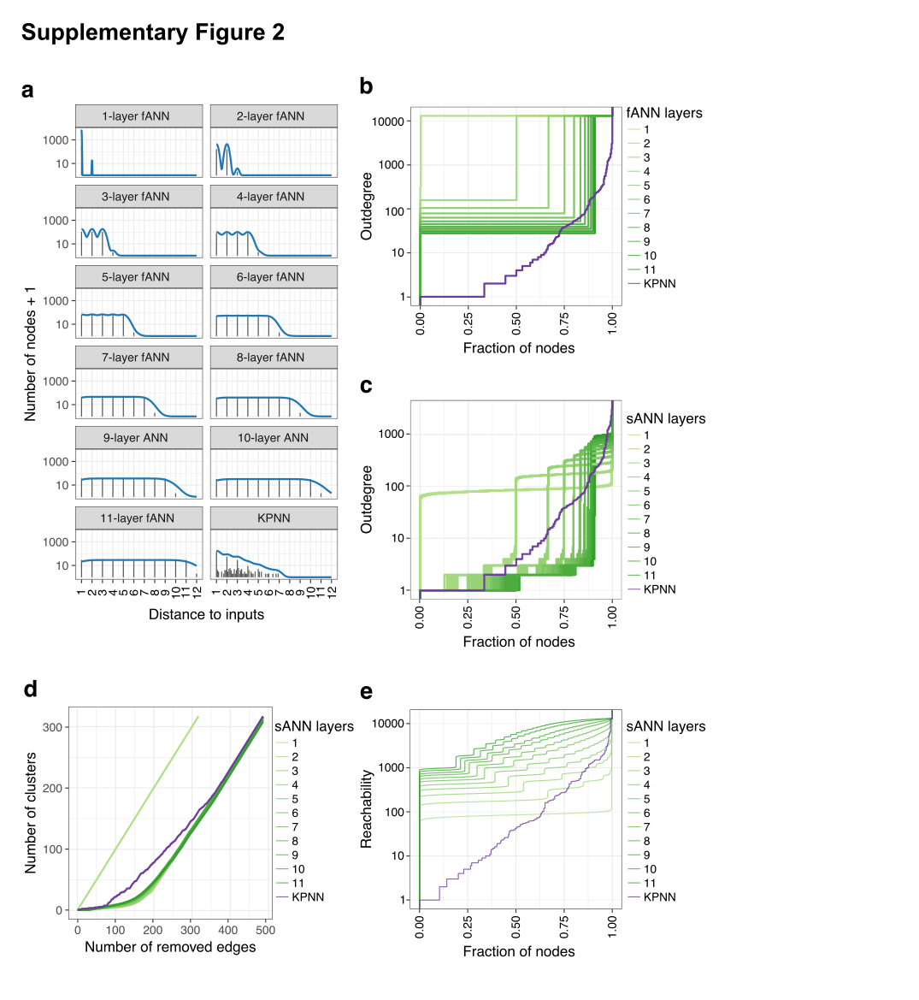 Supplementary Figure 2
a
1-layer fANN
2-layer fANN
1000
10
3-layer fANN
4-layer fANN
1000
10
5-layer fANN
6-layer fANN
1000
10
7-layer fANN
8-layer fANN
1000
10
9-layer ANN
10-layer ANN
1000
10
11-layer fANN
KPNN
1000
10
1 2 3 4 5 6 7 8 9 10 11 12
1 2 3 4 5 6 7 8 9 10 11 12
Number of nodes + 1
Distance to inputs
b
10000
1000
100
10
1
Outdegree
0.00 0.25 0.50 0.75 1.00
Fraction of nodes
fANN layers
1
2
3
4
5
6
7
8
9
10
11
KPNN
c
1000
100
10
1
Outdegree
0.00 0.25 0.50 0.75 1.00
Fraction of nodes
sANN layers
1
2
3
4
5
6
7
8
9
10
11
KPNN
d
300
200
100
0
Number of clusters
0 100 200 300 400 500
Number of removed edges
sANN layers
1
2
3
4
5
6
7
8
9
10
11
KPNN
e
10000
1000
100
10
1
Reachability
0.00 0.25 0.50 0.75 1.00
Fraction of nodes
sANN layers
1
2
3
4
5
6
7
8
9
10
11
KPNN